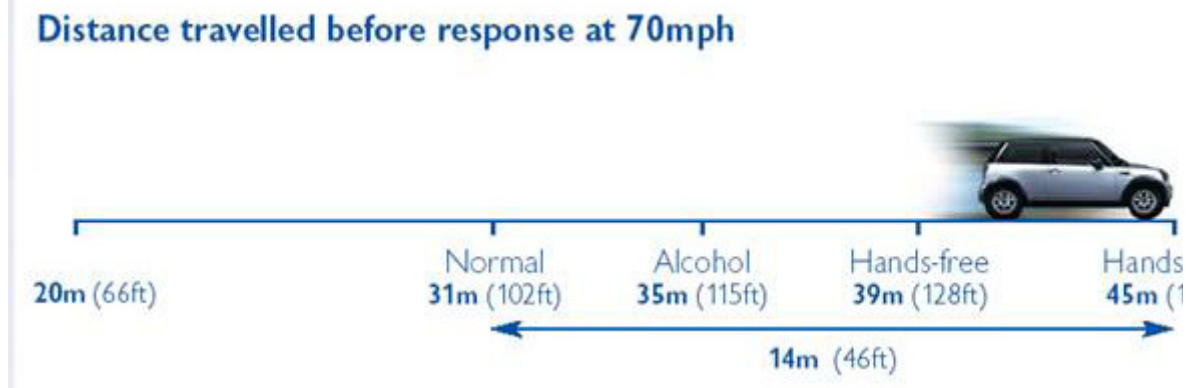 Distance travelled before response at 70mph
Normal Alcohol Hands-free Hands
20m (66ft) 31m (102ft) 35m (115ft) 39m (128ft) 45m
14m (46ft)